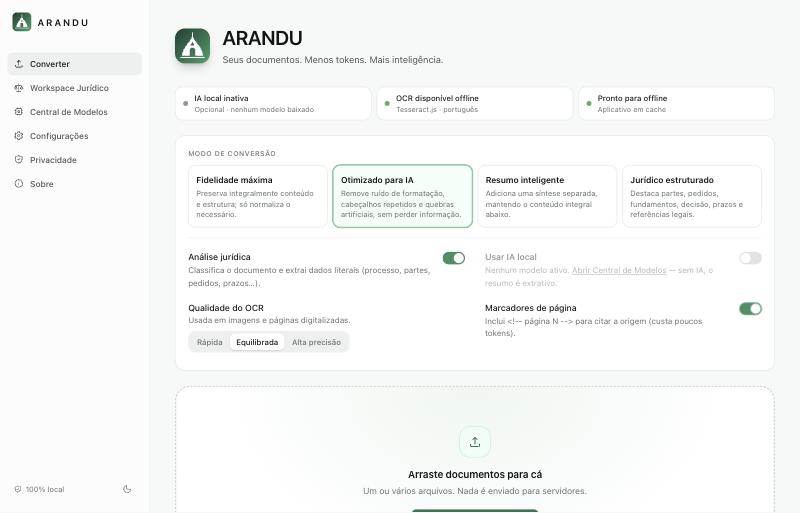 ARANDU
Converter
Workspace Jurídico
Central de Modelos
Configurações
Privacidade
Sobre
100% local
ARANDU
Seus documentos. Menos tokens. Mais inteligência.
IA local inativa
Opcional · nenhum modelo baixado
OCR disponível offline
Tesseract.js · português
Pronto para offline
Aplicativo em cache
MODO DE CONVERSÃO
Fidelidade máxima
Preserva integralmente conteúdo
e estrutura; só normaliza o
necessário.
Otimizado para IA
Remove ruído de formatação,
cabeçalhos repetidos e quebras
artificiais, sem perder informação.
Resumo inteligente
Adiciona uma síntese separada,
mantendo o conteúdo integral
abaixo.
Jurídico estruturado
Destaca partes, pedidos,
fundamentos, decisão, prazos e
referências legais.
Análise jurídica
Classifica o documento e extrai dados literais (processo, partes,
pedidos, prazos…).
Usar IA local
Nenhum modelo ativo. Abrir Central de Modelos — sem IA, o
resumo é extrativo.
Qualidade do OCR
Usada em imagens e páginas digitalizadas.
Rápida
Equilibrada
Alta precisão
Marcadores de página
Inclui <!-- página N --> para citar a origem (custa poucos
tokens).
Arraste documentos para cá
Um ou vários arquivos. Nada é enviado para servidores.